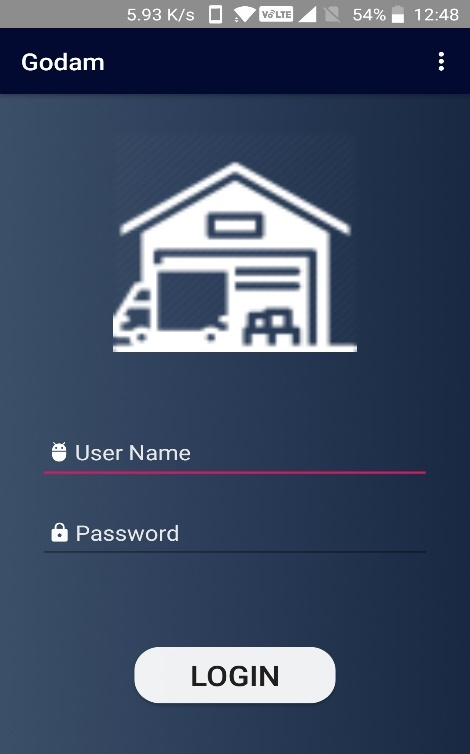 5.93 K/s VoLTE 54% 12:48
Godam
User Name
Password
LOGIN